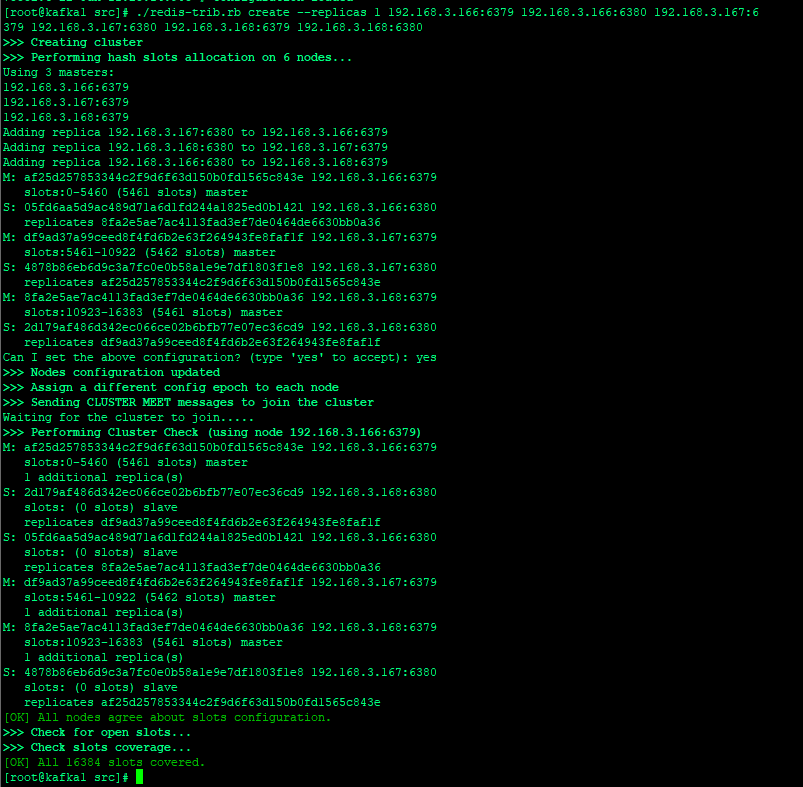 [root@kafka1 src]# ./redis-trib.rb create --replicas 1 192.168.3.166:6379 192.168.3.166:6380 192.168.3.167:6
379 192.168.3.167:6380 192.168.3.168:6379 192.168.3.168:6380
>>> Creating cluster
>>> Performing hash slots allocation on 6 nodes...
Using 3 masters:
192.168.3.166:6379
192.168.3.167:6379
192.168.3.168:6379
Adding replica 192.168.3.167:6380 to 192.168.3.166:6379
Adding replica 192.168.3.168:6380 to 192.168.3.167:6379
Adding replica 192.168.3.166:6380 to 192.168.3.168:6379
M: af25d257853344c2f9d6f63d150b0fd1565c843e 192.168.3.166:6379
slots:0-5460 (5461 slots) master
S: 05fd6aa5d9ac489d71a6d1fd244a1825ed0b1421 192.168.3.166:6380
replicates 8fa2e5ae7ac4113fad3ef7de0464de6630bb0a36
M: df9ad37a99ceed8f4fd6b2e63f264943fe8faf1f 192.168.3.167:6379
slots:5461-10922 (5462 slots) master
S: 4878b86eb6d9c3a7fc0e0b58a1e9e7df1803f1e8 192.168.3.167:6380
replicates af25d257853344c2f9d6f63d150b0fd1565c843e
M: 8fa2e5ae7ac4113fad3ef7de0464de6630bb0a36 192.168.3.168:6379
slots:10923-16383 (5461 slots) master
S: 2d179af486d342ec066ce02b6bfb77e07ec36cd9 192.168.3.168:6380
replicates df9ad37a99ceed8f4fd6b2e63f264943fe8faf1f
Can I set the above configuration? (type 'yes' to accept): yes
>>> Nodes configuration updated
>>> Assign a different config epoch to each node
>>> Sending CLUSTER MEET messages to join the cluster
Waiting for the cluster to join.....
>>> Performing Cluster Check (using node 192.168.3.166:6379)
M: af25d257853344c2f9d6f63d150b0fd1565c843e 192.168.3.166:6379
slots:0-5460 (5461 slots) master
1 additional replica(s)
S: 2d179af486d342ec066ce02b6bfb77e07ec36cd9 192.168.3.168:6380
slots: (0 slots) slave
replicates df9ad37a99ceed8f4fd6b2e63f264943fe8faf1f
S: 05fd6aa5d9ac489d71a6d1fd244a1825ed0b1421 192.168.3.166:6380
slots: (0 slots) slave
replicates 8fa2e5ae7ac4113fad3ef7de0464de6630bb0a36
M: df9ad37a99ceed8f4fd6b2e63f264943fe8faf1f 192.168.3.167:6379
slots:5461-10922 (5462 slots) master
1 additional replica(s)
M: 8fa2e5ae7ac4113fad3ef7de0464de6630bb0a36 192.168.3.168:6379
slots:10923-16383 (5461 slots) master
1 additional replica(s)
S: 4878b86eb6d9c3a7fc0e0b58a1e9e7df1803f1e8 192.168.3.167:6380
slots: (0 slots) slave
replicates af25d257853344c2f9d6f63d150b0fd1565c843e
[OK] All nodes agree about slots configuration.
>>> Check for open slots...
>>> Check slots coverage...
[OK] All 16384 slots covered.
[root@kafka1 src]#